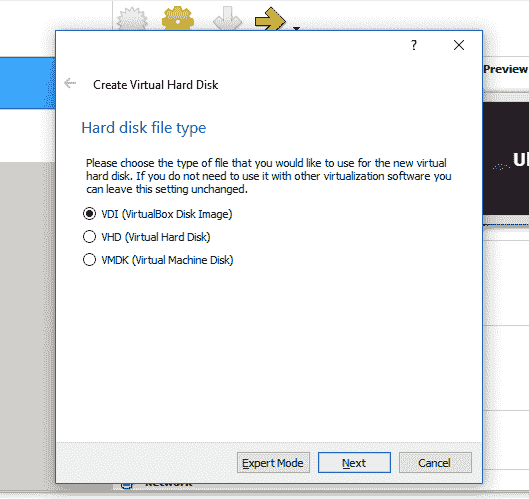 ?
Preview
Create Virtual Hard Disk
Hard disk file type
Please choose the type of file that you would like to use for the new virtual
hard disk. If you do not need to use it with other virtualization software you
can leave this setting unchanged.
VDI (VirtualBox Disk Image)
VHD (Virtual Hard Disk)
VMDK (Virtual Machine Disk)
Expert Mode
Next
Cancel
Network